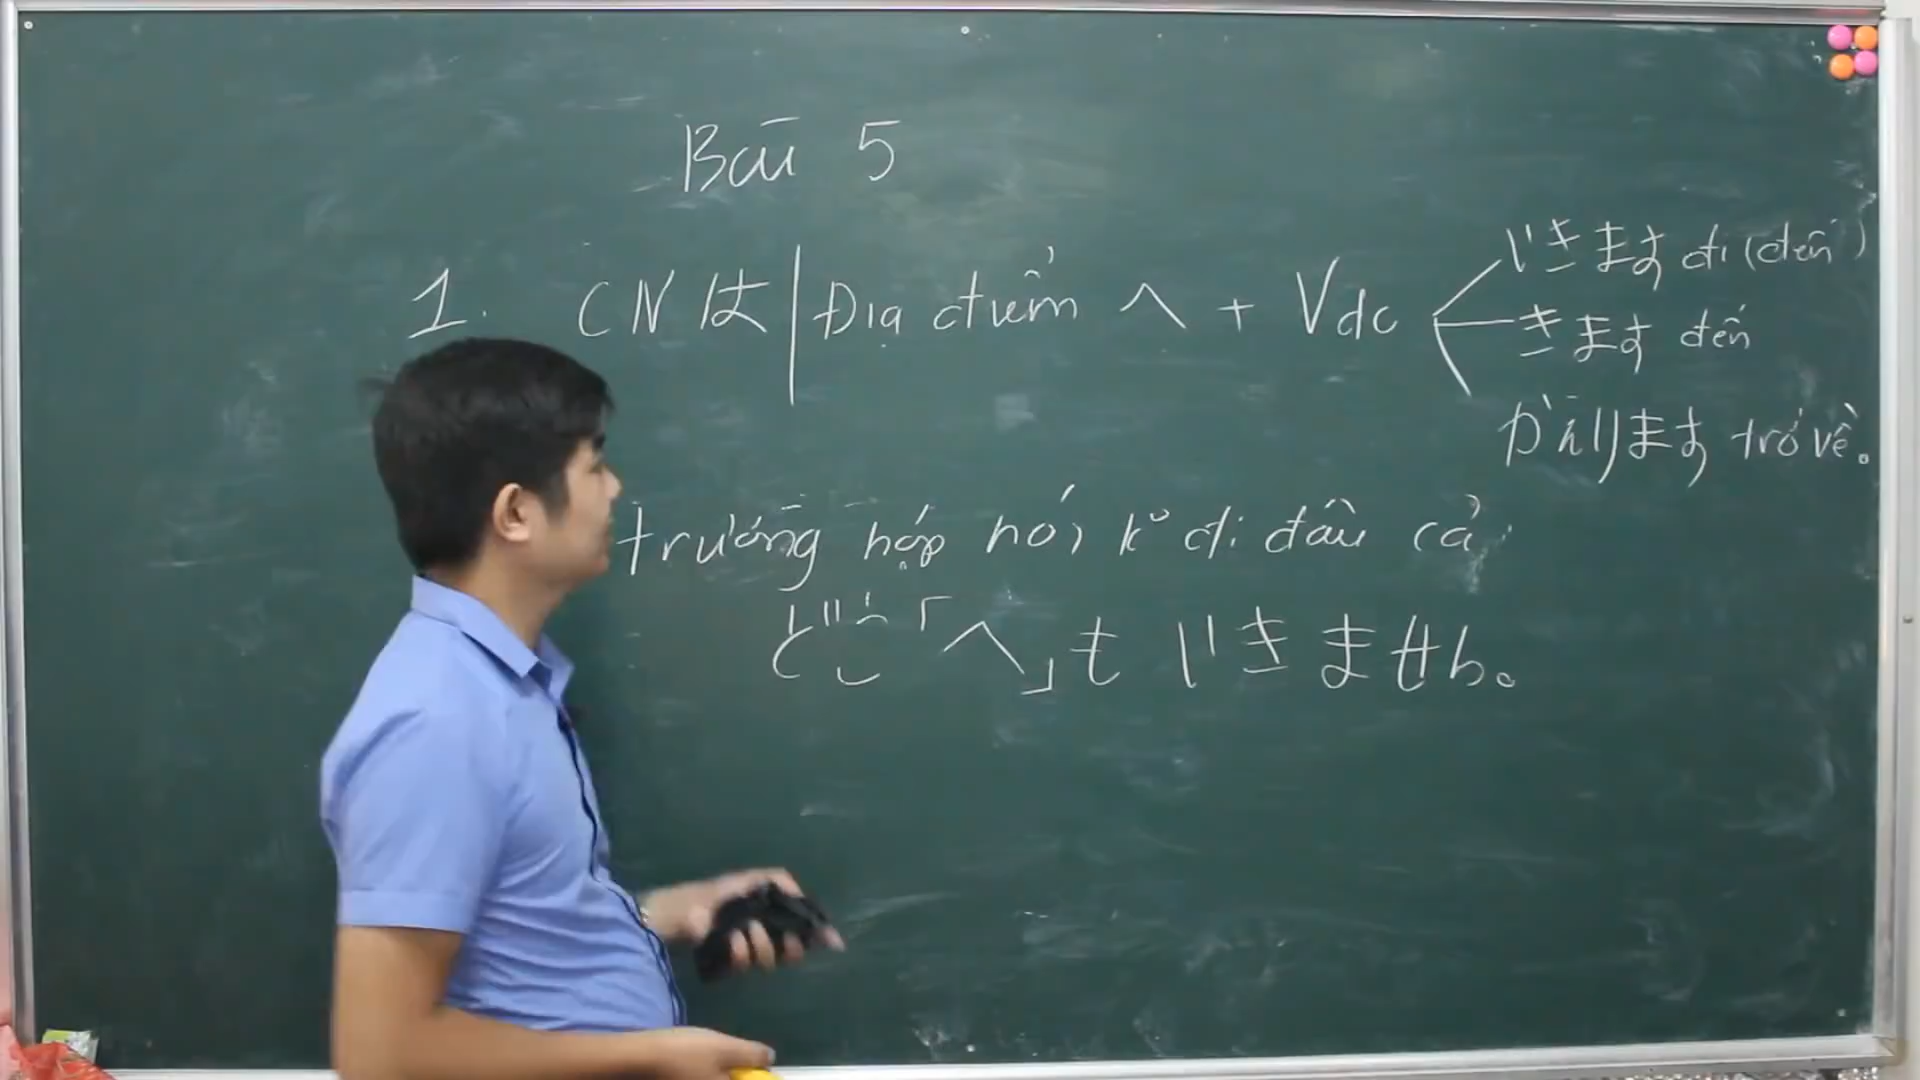 Bài 5
1. CN は | Địa điểm へ + Vdc
いきます đi (đến)
きます đến
かえります trở về。
trường hợp nói k° đi đâu cả
どこ「へ」も いきません。